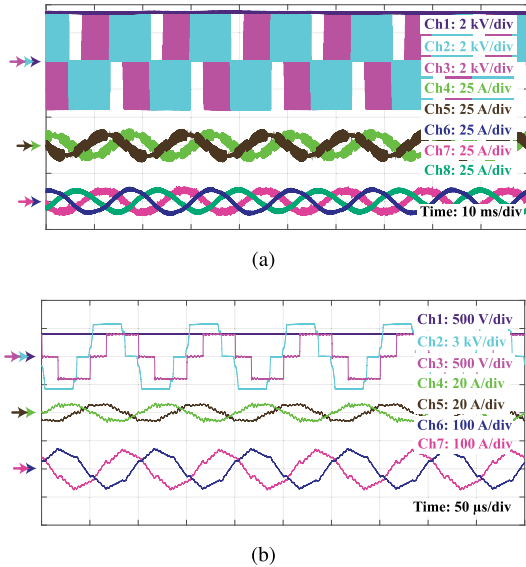 Ch1: 2 kV/div
Ch2: 2 kV/div
Ch3: 2 kV/div
Ch4: 25 A/div
Ch5: 25 A/div
Ch6: 25 A/div
Ch7: 25 A/div
Ch8: 25 A/div
Time: 10 ms/div
(a)
Ch1: 500 V/div
Ch2: 3 kV/div
Ch3: 500 V/div
Ch4: 20 A/div
Ch5: 20 A/div
Ch6: 100 A/div
Ch7: 100 A/div
Time: 50 µs/div
(b)